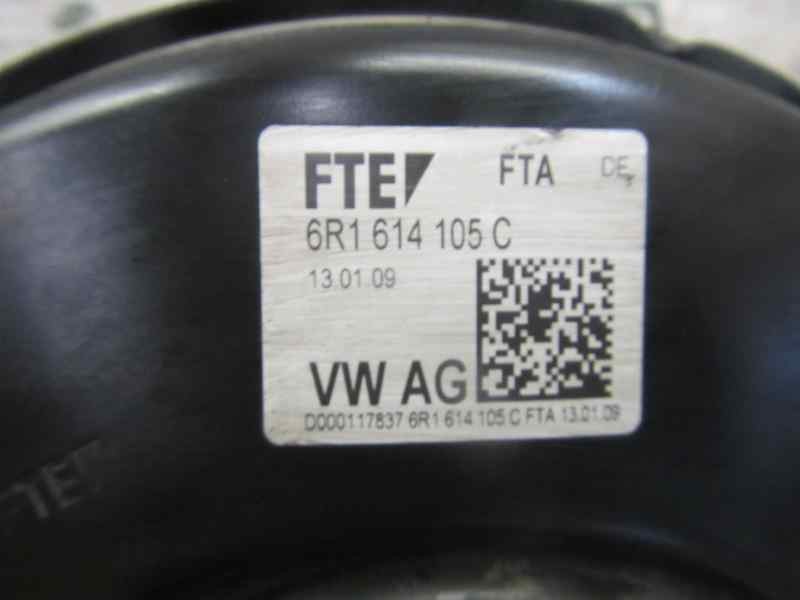 FTE FTA DE
6R1 614 105 C
13.01.09
VW AG
D000117837 6R1 614 105 C FTA 13.01.09
FTE